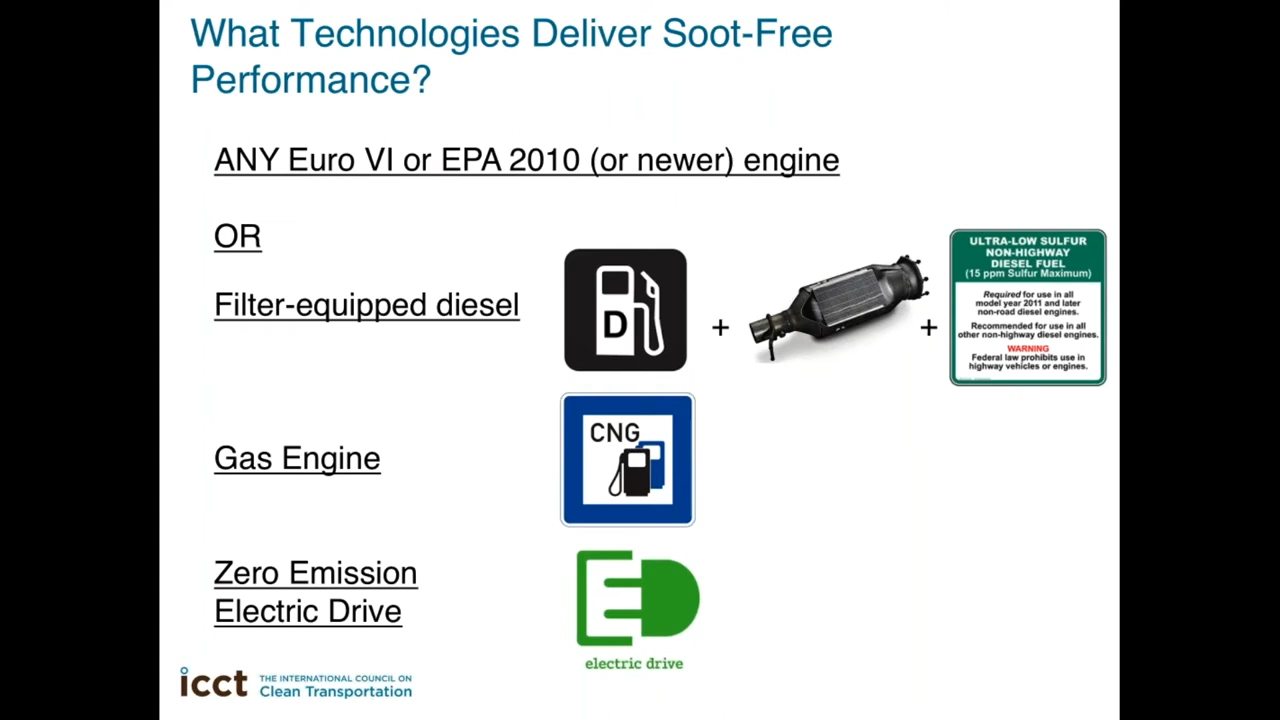 What Technologies Deliver Soot-Free
Performance?
ANY Euro VI or EPA 2010 (or newer) engine
OR
Filter-equipped diesel
D
+
+
ULTRA-LOW SULFUR
NON-HIGHWAY
DIESEL FUEL
(15 ppm Sulfur Maximum)
Required for use in all
model year 2011 and later
non-road diesel engines.
Recommended for use in all
other non-highway diesel engines.
WARNING
Federal law prohibits use in
highway vehicles or engines.
Gas Engine
CNG
Zero Emission
Electric Drive
ED
electric drive
icct
THE INTERNATIONAL COUNCIL ON
Clean Transportation